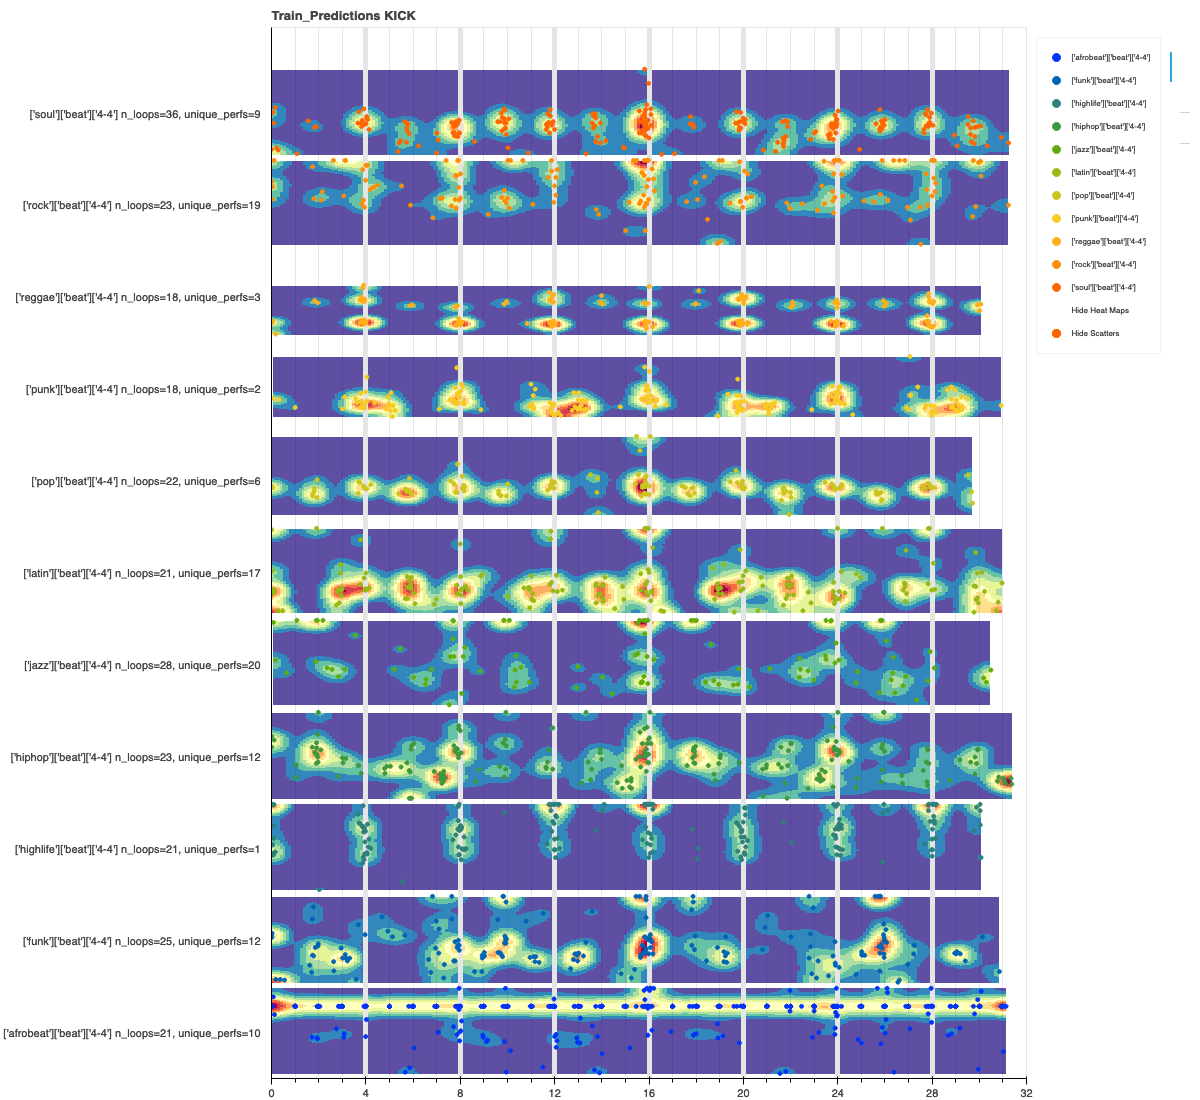 Train_Predictions KICK
['soul']['beat']['4-4'] n_loops=36, unique_perfs=9
['rock']['beat']['4-4'] n_loops=23, unique_perfs=19
['reggae']['beat']['4-4'] n_loops=18, unique_perfs=3
['punk']['beat']['4-4'] n_loops=18, unique_perfs=2
['pop']['beat']['4-4'] n_loops=22, unique_perfs=6
['latin']['beat']['4-4'] n_loops=21, unique_perfs=17
['jazz']['beat']['4-4'] n_loops=28, unique_perfs=20
['hiphop']['beat']['4-4'] n_loops=23, unique_perfs=12
['highlife']['beat']['4-4'] n_loops=21, unique_perfs=1
['funk']['beat']['4-4'] n_loops=25, unique_perfs=12
['afrobeat']['beat']['4-4'] n_loops=21, unique_perfs=10
0 4 8 12 16 20 24 28 32
['afrobeat']['beat']['4-4']
['funk']['beat']['4-4']
['highlife']['beat']['4-4']
['hiphop']['beat']['4-4']
['jazz']['beat']['4-4']
['latin']['beat']['4-4']
['pop']['beat']['4-4']
['punk']['beat']['4-4']
['reggae']['beat']['4-4']
['rock']['beat']['4-4']
['soul']['beat']['4-4']
Hide Heat Maps
Hide Scatters